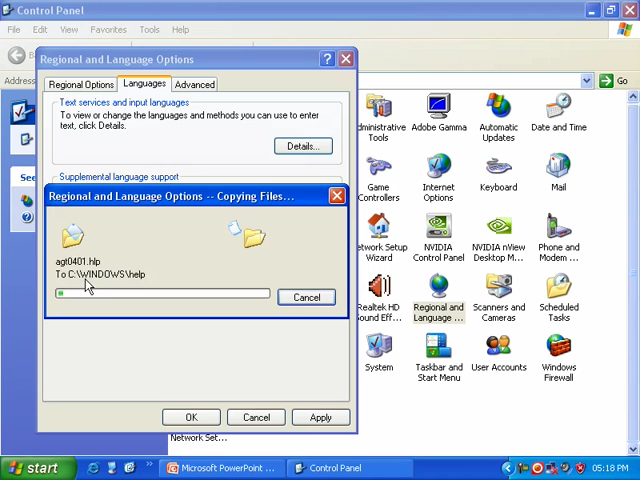 Control Panel
File Edit View Favorites Tools Help
Address
Go
Regional and Language Options
Regional Options Languages Advanced
Text services and input languages
To view or change the languages and methods you can use to enter
text, click Details.
Details...
Supplemental language support
Regional and Language Options -- Copying Files...
agt0401.hlp
To C:\WINDOWS\help
Cancel
OK Cancel Apply
See
dministrative
Tools
Adobe Gamma
Automatic
Updates
Date and Time
Game
Controllers
Internet
Options
Keyboard
Mail
etwork Setup
Wizard
NVIDIA
Control Panel
NVIDIA nView
Desktop M...
Phone and
Modem ...
Realtek HD
Sound Eff...
Regional and
Language ...
Scanners and
Cameras
Scheduled
Tasks
System
Taskbar and
Start Menu
User Accounts
Windows
Firewall
Network Set...
start
Microsoft PowerPoint ...
Control Panel
05:18 PM